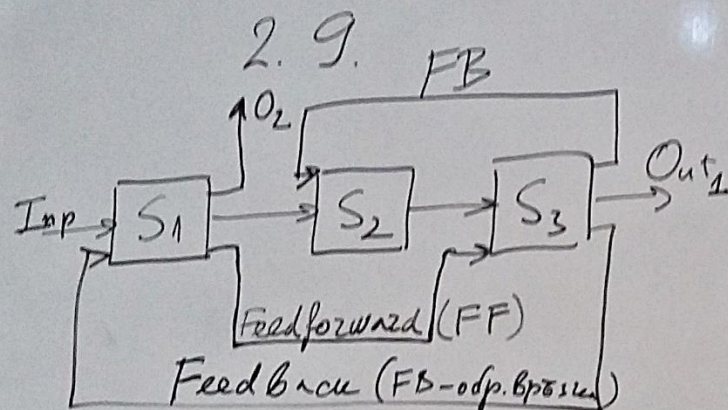 2. 9.
FB
O₂
Out₁
Inp
S1
S₂
S₃
Feedforward (FF)
FeedBack (FB-обр. връзка)